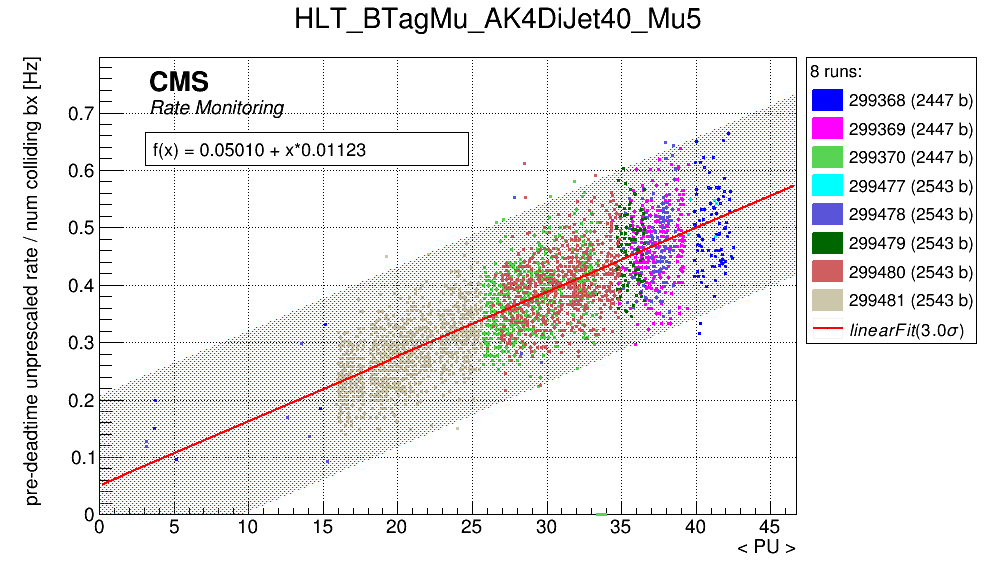 HLT_BTagMu_AK4DiJet40_Mu5
pre-deadtime unprescaled rate / num colliding bx [Hz]
CMS
Rate Monitoring
f(x) = 0.05010 + x*0.01123
0.7
0.6
0.5
0.4
0.3
0.2
0.1
0
0 5 10 15 20 25 30 35 40 45
< PU >
8 runs:
299368 (2447 b)
299369 (2447 b)
299370 (2447 b)
299477 (2543 b)
299478 (2543 b)
299479 (2543 b)
299480 (2543 b)
299481 (2543 b)
linearFit(3.0σ)